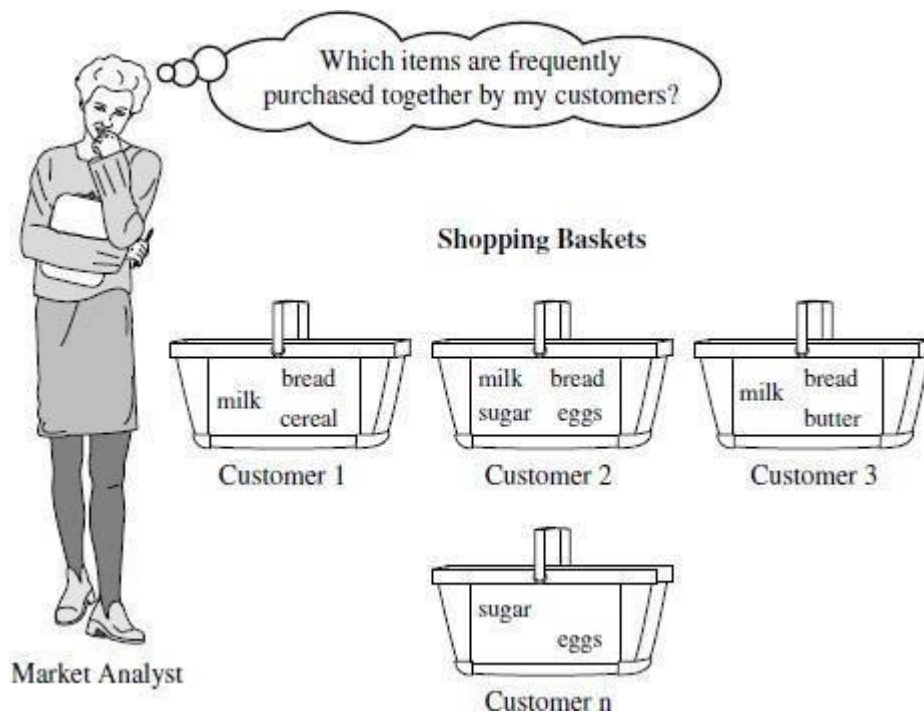 Which items are frequently
purchased together by my customers?
Shopping Baskets
milk
bread
cereal
Customer 1
milk bread
sugar eggs
Customer 2
milk
bread
butter
Customer 3
sugar
eggs
Customer n
Market Analyst